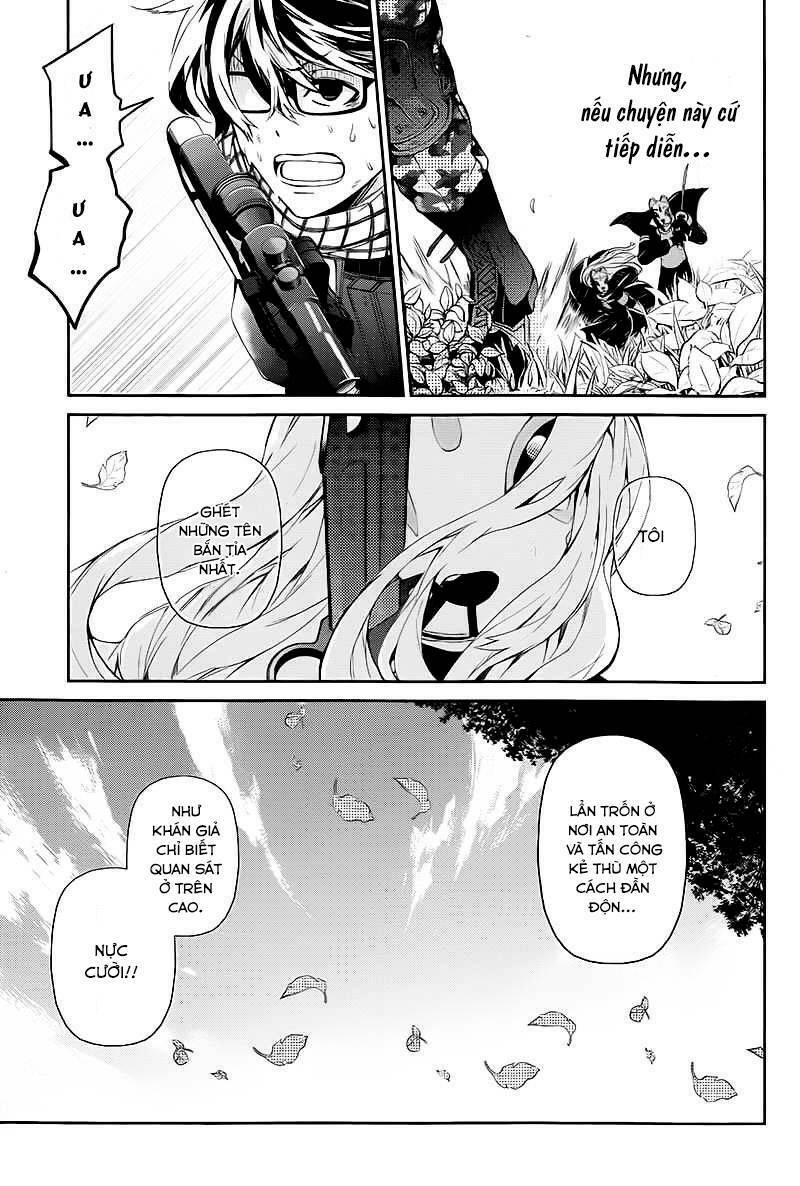 Nhưng,
nếu chuyện này cứ
tiếp diễn...
ƯA...
ƯA...
TÔI
GHÉT
NHỮNG TÊN
BẮN TỈA
NHẤT.
LẨN TRỐN Ở
NƠI AN TOÀN
VÀ TẤN CÔNG
KẺ THÙ MỘT
CÁCH ĐẦN
ĐỘN...
NHƯ
KHÁN GIẢ
CHỈ BIẾT
QUAN SÁT
Ở TRÊN
CAO.
NỰC
CƯỜI!!